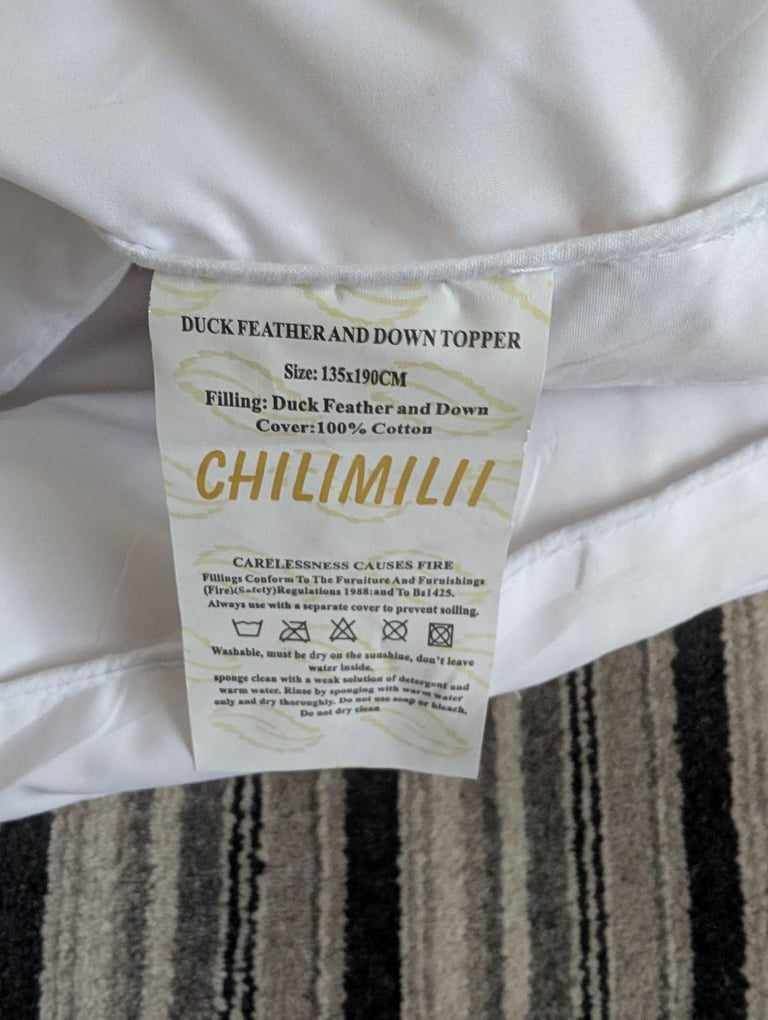 DUCK FEATHER AND DOWN TOPPER
Size: 135x190CM
Filling: Duck Feather and Down
Cover:100% Cotton
CHILIMILII
CARELESSNESS CAUSES FIRE
Fillings Conform To The Furniture And Furnishings
(Fire)(Safety)Regulations 1988:and To Bs1425.
Always use with a separate cover to prevent soiling.
Washable, must be dry on the sunshine, don't leave
water inside.
sponge clean with a weak solution of detergent and
warm water. Rinse by sponging with warm water
only and dry thoroughly. Do not use soap or bleach.
Do not dry clean